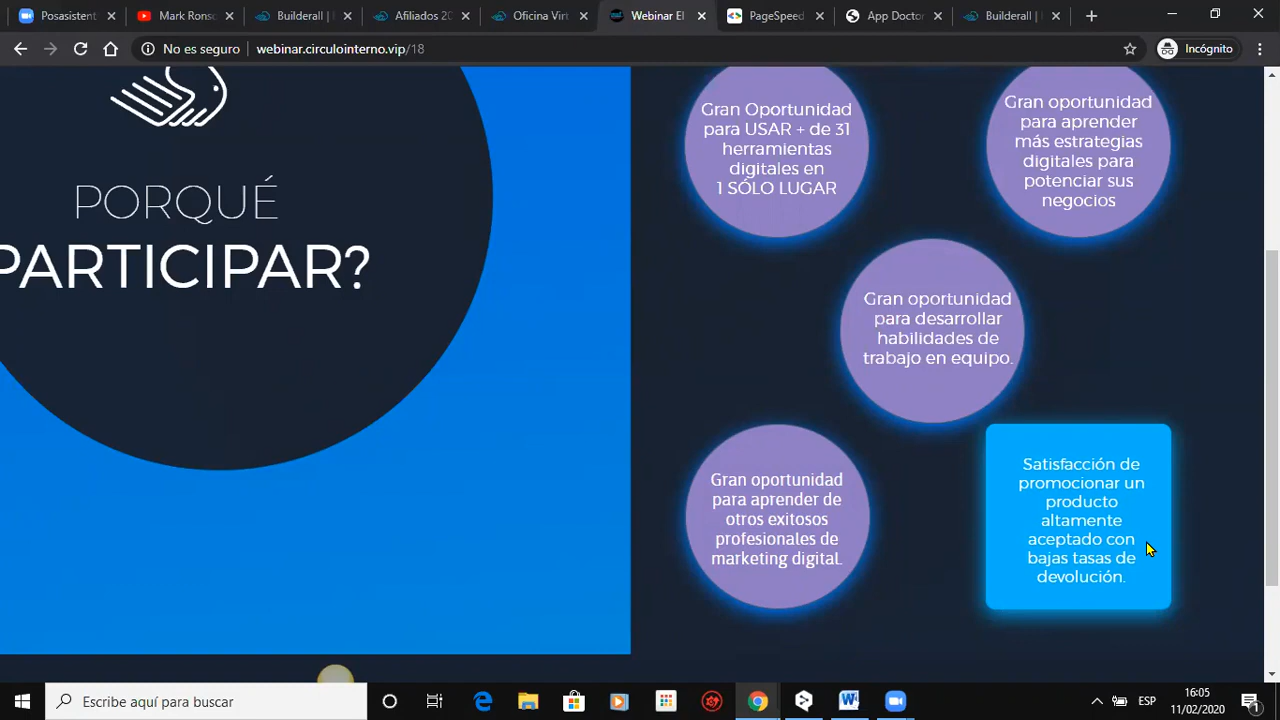 Posasistent
Mark Ronso
Builderall |
Afiliados 20
Oficina Virt
Webinar El
PageSpeed
App Doctor
Builderall |
No es seguro
webinar.circulointerno.vip/18
Incógnito
PORQUÉ
PARTICIPAR?
Gran Oportunidad
para USAR + de 31
herramientas
digitales en
1 SÓLO LUGAR
Gran oportunidad
para aprender
más estrategias
digitales para
potenciar sus
negocios
Gran oportunidad
para desarrollar
habilidades de
trabajo en equipo.
Gran oportunidad
para aprender de
otros exitosos
profesionales de
marketing digital.
Satisfacción de
promocionar un
producto
altamente
aceptado con
bajas tasas de
devolución.
Escribe aquí para buscar
ESP
16:05
11/02/2020